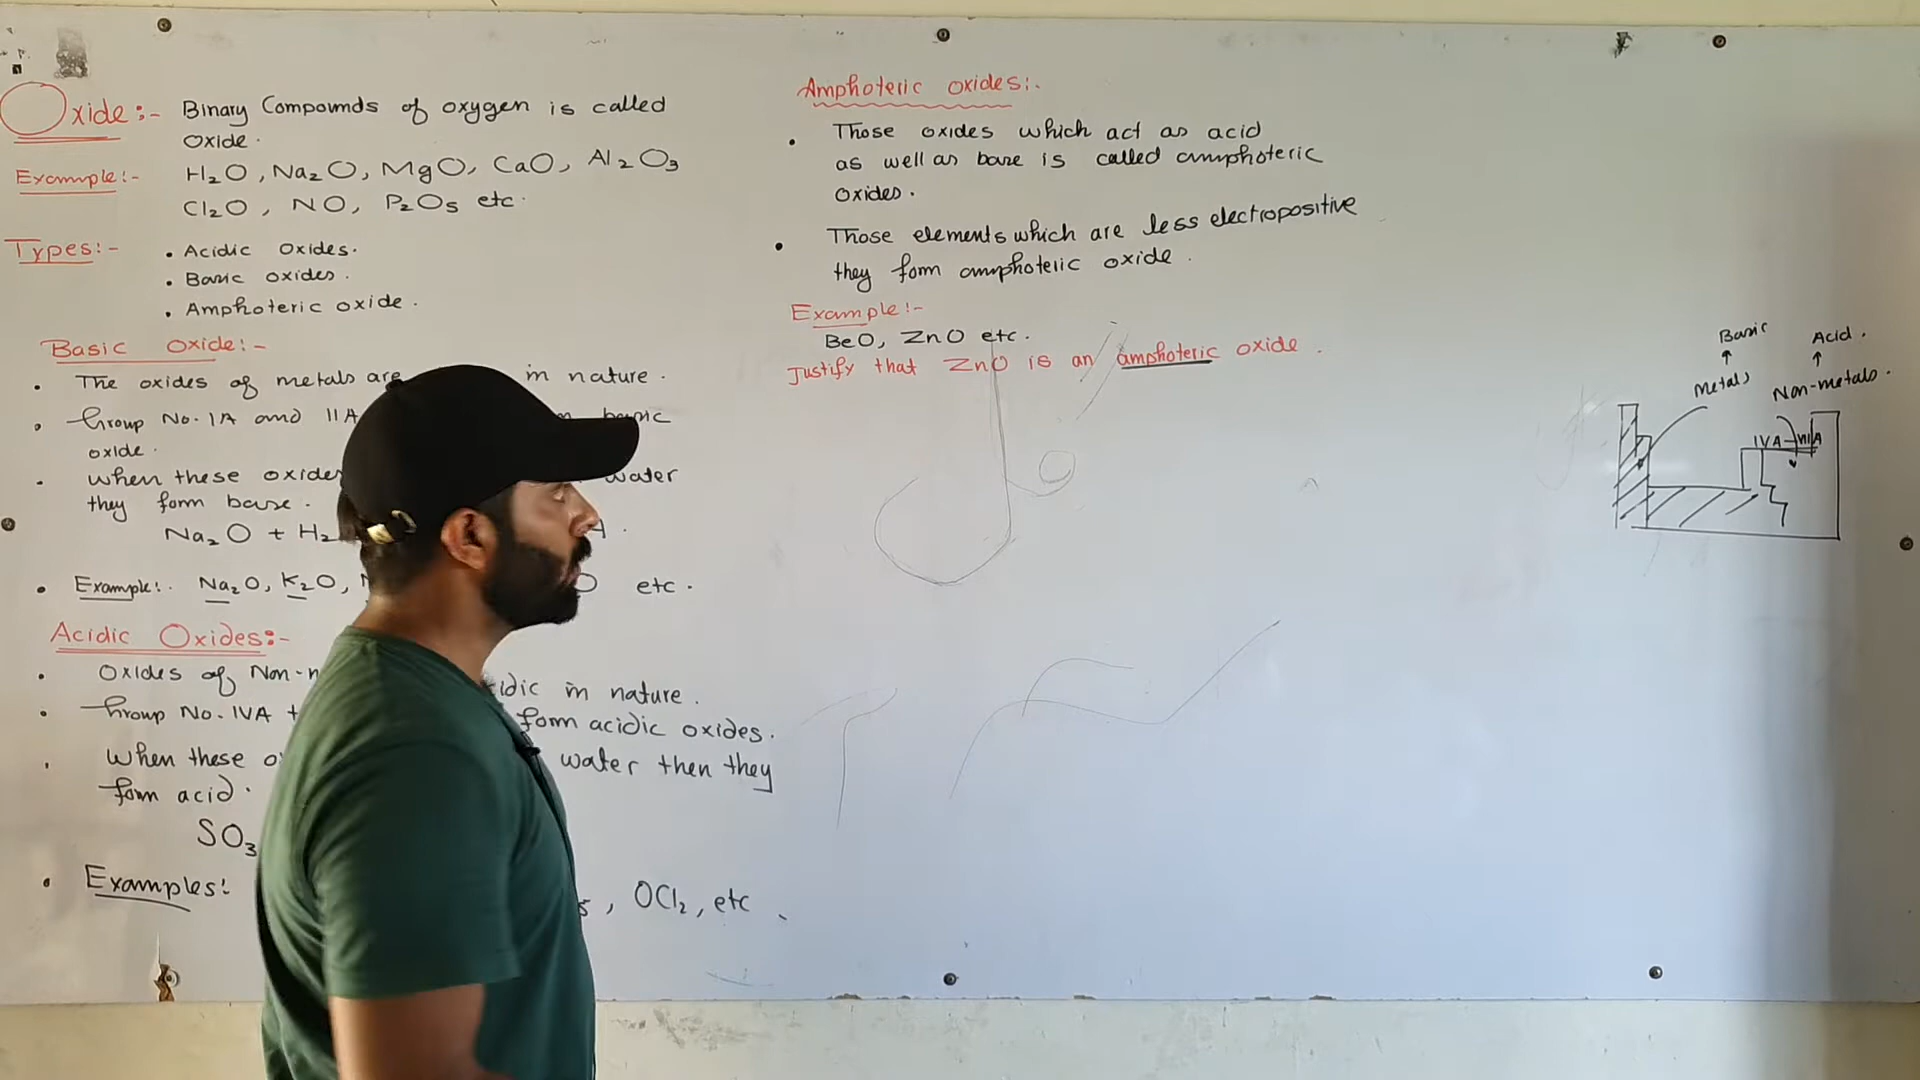 Oxide:- Binary Compounds of oxygen is called
oxide.
Example:- H₂O, Na₂O, MgO, CaO, Al₂O₃
Cl₂O, NO, P₂O₅ etc.
Types:- • Acidic oxides.
• Basic oxides.
• Amphoteric oxide.
Basic oxide:-
• The oxides of metals are in nature.
• Group No. IA and IIA basic
oxide.
• when these oxides water
they form base.
Na₂O + H₂
• Example:. Na₂O, K₂O, etc.
Acidic Oxides:-
• Oxides of Non- in nature.
• Group No. IVA form acidic oxides.
When these water then they
form acid.
SO₃
• Examples: , OCl₂, etc
Amphoteric oxides:.
• Those oxides which act as acid
as well as base is called amphoteric
oxides.
• Those elements which are less electropositive
they form amphoteric oxide.
Example:-
BeO, ZnO etc.
Justify that ZnO is an amphoteric oxide.
Basic Acid.
Metals Non-metals.
IVA-VIIA